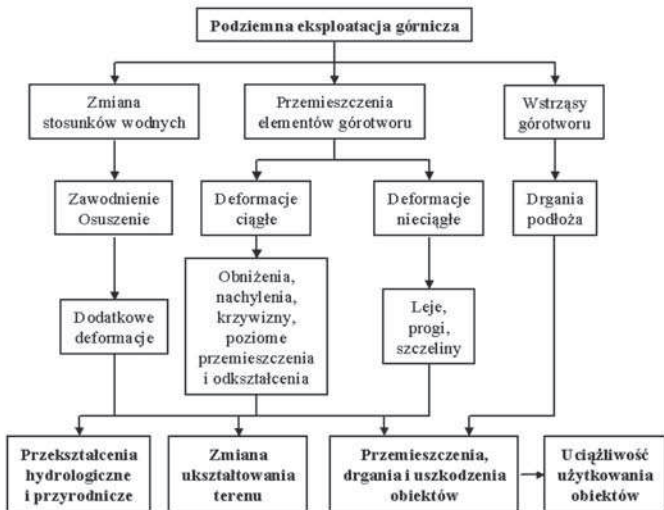 Podziemna eksploatacja górnicza
Zmiana
stosunków wodnych
Przemieszczenia
elementów górotworu
Wstrząsy
górotworu
Zawodnienie
Osuszenie
Deformacje
ciągłe
Deformacje
nieciągłe
Drgania
podłoża
Dodatkowe
deformacje
Obniżenia,
nachylenia,
krzywizny,
poziome
przemieszczenia
i odkształcenia
Leje,
progi,
szczeliny
Przekształcenia
hydrologiczne
i przyrodnicze
Zmiana
ukształtowania
terenu
Przemieszczenia,
drgania i uszkodzenia
obiektów
Uciążliwość
użytkowania
obiektów